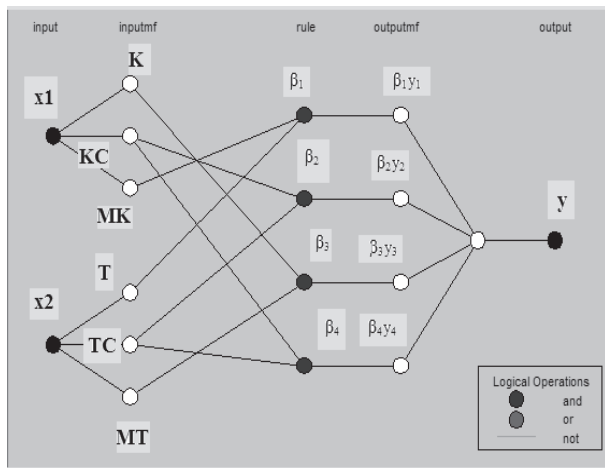 input inputmf rule outputmf output
K
x1
β1 β1y1
KC
β2 β2y2
MK
y
T
β3 β3y3
x2
TC
β4 β4y4
MT
Logical Operations
and
or
not